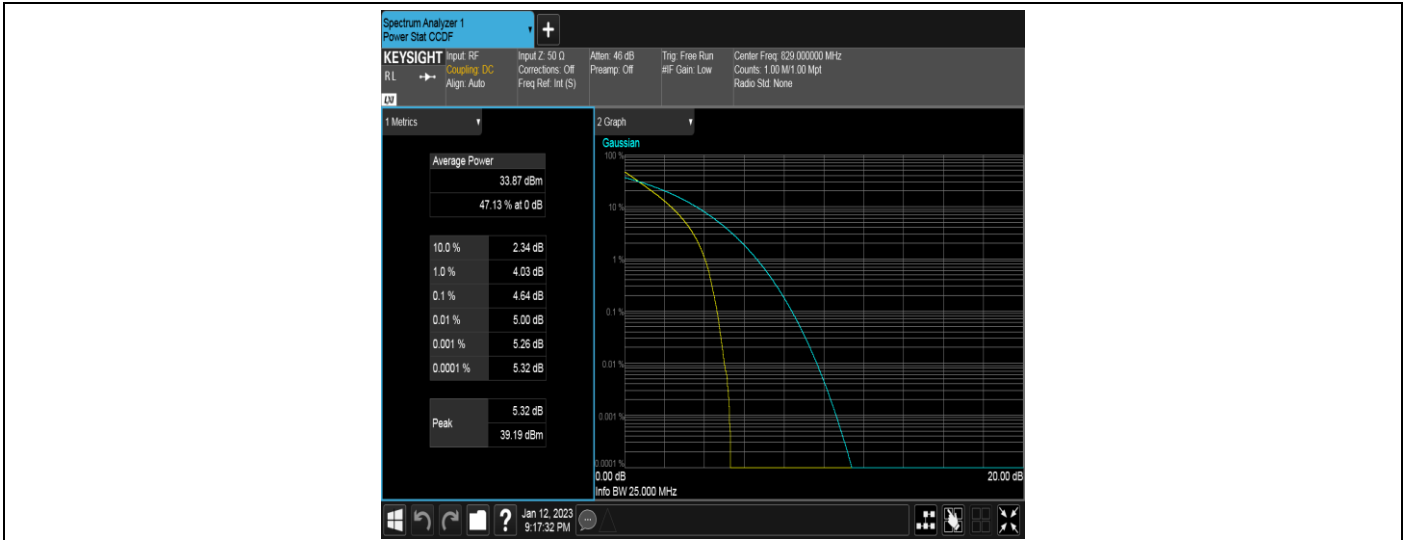 Spectrum Analyzer 1
Power Stat CCDF
+
KEYSIGHT
RL
LXI
Input: RF
Coupling: DC
Align: Auto
Input Z: 50 Ω
Corrections: Off
Freq Ref: Int (S)
Atten: 46 dB
Preamp: Off
Trig: Free Run
#IF Gain: Low
Center Freq: 829.000000 MHz
Counts: 1.00 M/1.00 Mpt
Radio Std: None
1 Metrics
Average Power
33.87 dBm
47.13 % at 0 dB
10.0 % 2.34 dB
1.0 % 4.03 dB
0.1 % 4.64 dB
0.01 % 5.00 dB
0.001 % 5.26 dB
0.0001 % 5.32 dB
Peak
5.32 dB
39.19 dBm
2 Graph
Gaussian
100 %
10 %
1 %
0.1 %
0.01 %
0.001 %
0.0001 %
0.00 dB 20.00 dB
Info BW 25.000 MHz
?
Jan 12, 2023
9:17:32 PM